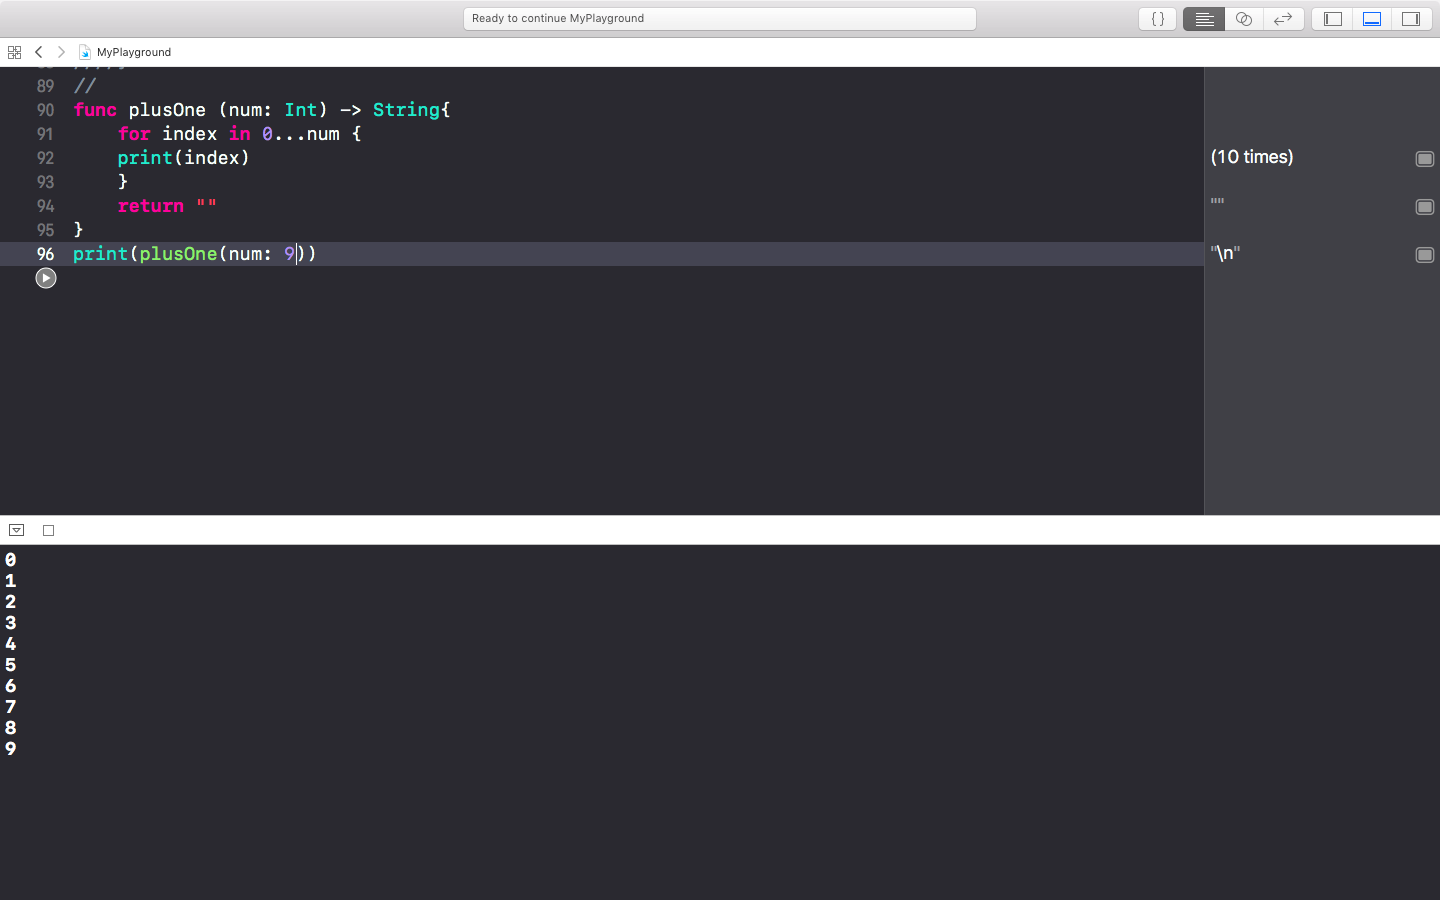 Ready to continue MyPlayground
{}
MyPlayground
89 //
90 func plusOne (num: Int) -> String{
91 for index in 0...num {
92 print(index)
(10 times)
93 }
94 return ""
""
95 }
96 print(plusOne(num: 9))
"\n"
0
1
2
3
4
5
6
7
8
9